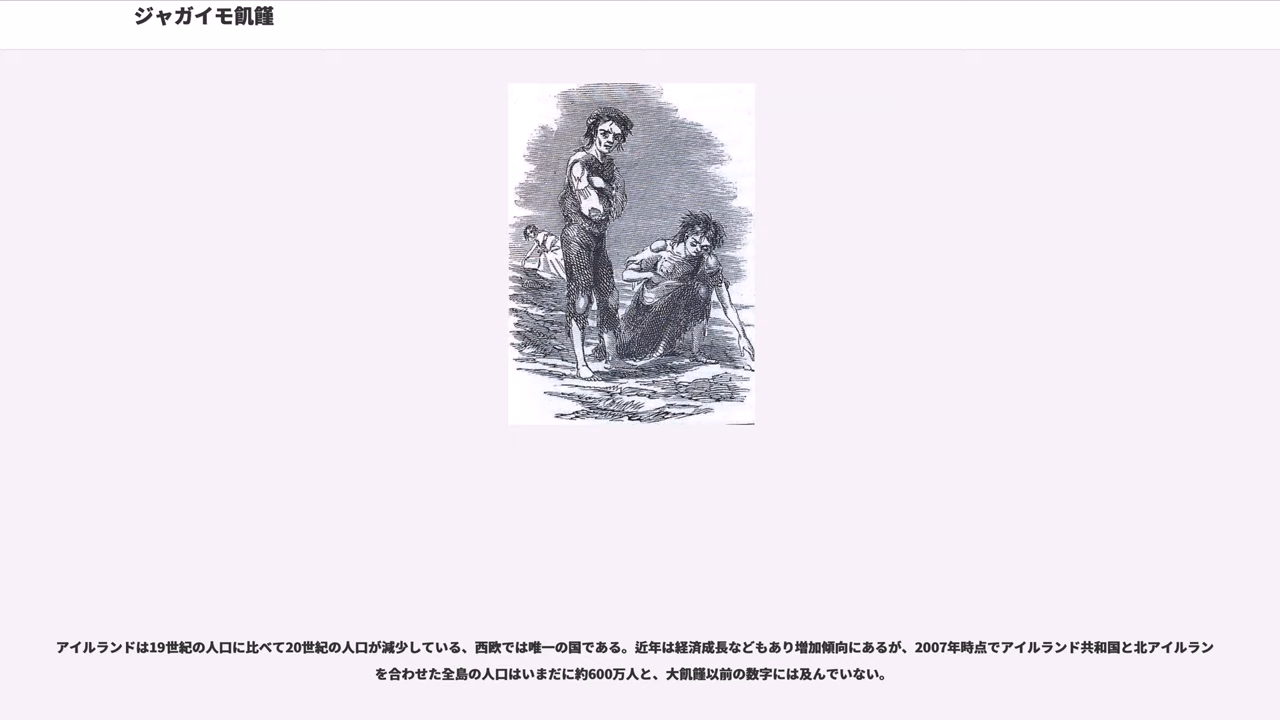 ジャガイモ飢饉
アイルランドは19世紀の人口に比べて20世紀の人口が減少している、西欧では唯一の国である。近年は経済成長などもあり増加傾向にあるが、2007年時点でアイルランド共和国と北アイルラン
を合わせた全島の人口はいまだに約600万人と、大飢饉以前の数字には及んでいない。